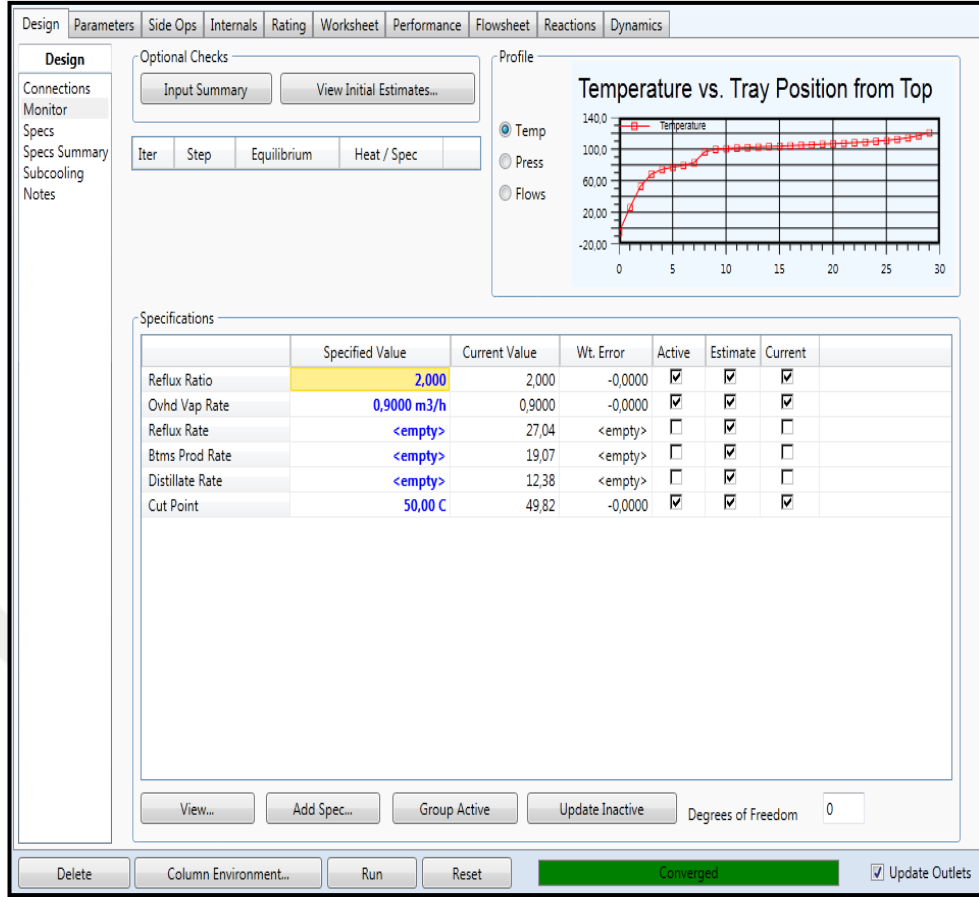 Design Parameters Side Ops Internals Rating Worksheet Performance Flowsheet Reactions Dynamics
Design
Connections
Monitor
Specs
Specs Summary
Subcooling
Notes
Optional Checks
Input Summary View Initial Estimates...
Iter Step Equilibrium Heat / Spec
Profile
Temp
Press
Flows
Temperature vs. Tray Position from Top
Temperature
140,0
100,0
60,00
20,00
-20,00
0 5 10 15 20 25 30
Specifications
Specified Value Current Value Wt. Error Active Estimate Current
Reflux Ratio 2,000 2,000 -0,0000
Ovhd Vap Rate 0,9000 m3/h 0,9000 -0,0000
Reflux Rate <empty> 27,04 <empty>
Btms Prod Rate <empty> 19,07 <empty>
Distillate Rate <empty> 12,38 <empty>
Cut Point 50,00 C 49,82 -0,0000
View... Add Spec... Group Active Update Inactive Degrees of Freedom 0
Delete Column Environment... Run Reset Converged Update Outlets